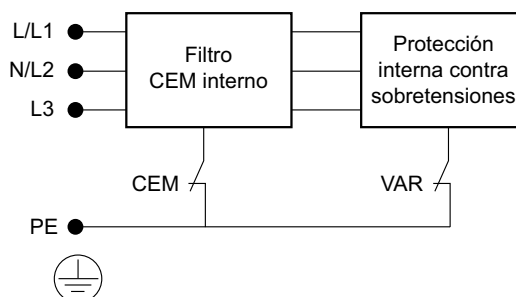 L/L1
N/L2
L3
Filtro
CEM interno
Protección
interna contra
sobretensiones
CEM
VAR
PE